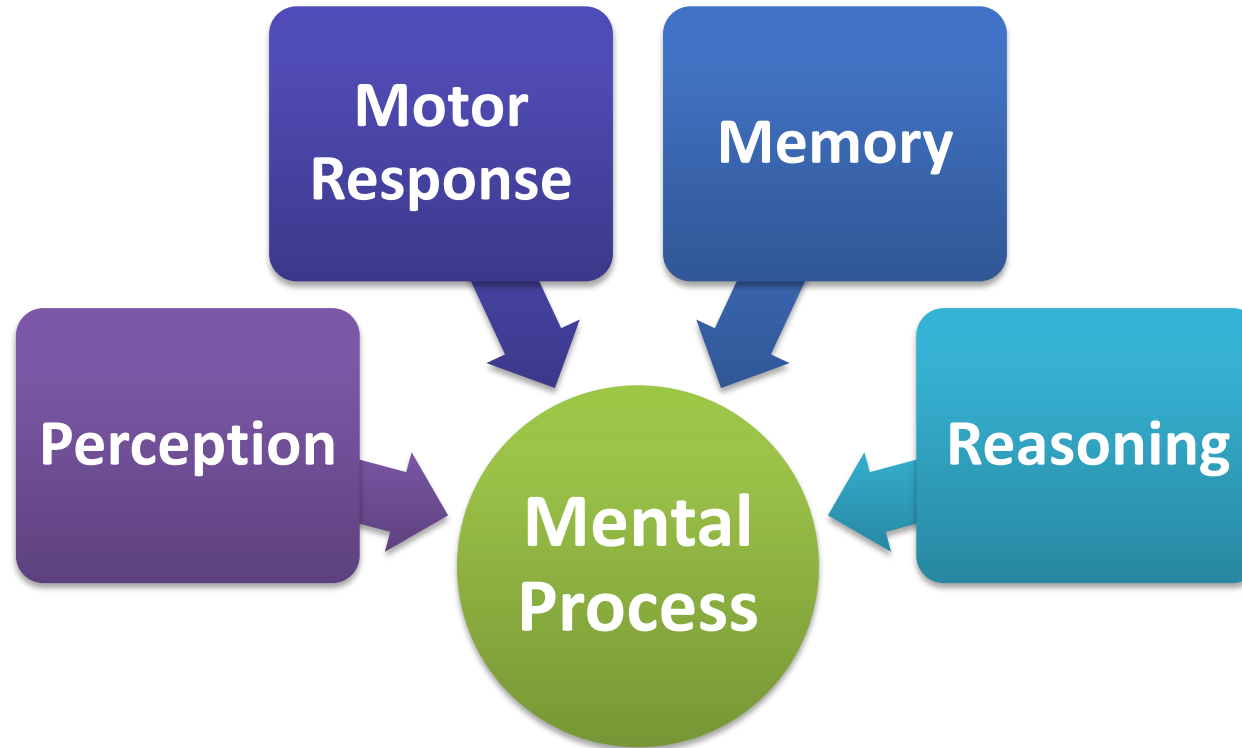 Motor
Response
Memory
Perception
Reasoning
Mental
Process